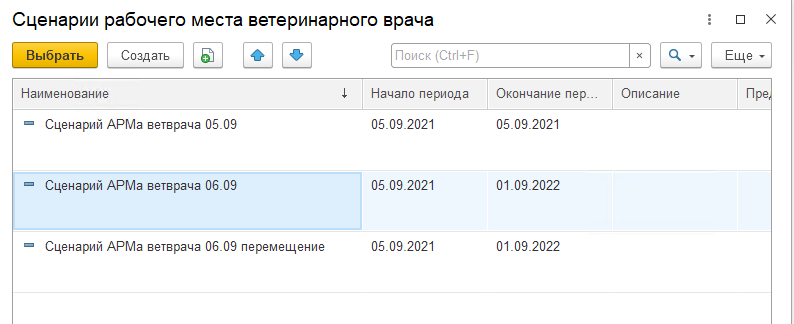 Сценарии рабочего места ветеринарного врача
Выбрать Создать Поиск (Ctrl+F) × Еще
Наименование ↓ Начало периода Окончание пер... Описание Пред
Сценарий АРМа ветврача 05.09 05.09.2021 05.09.2021
Сценарий АРМа ветврача 06.09 05.09.2021 01.09.2022
Сценарий АРМа ветврача 06.09 перемещение 05.09.2021 01.09.2022